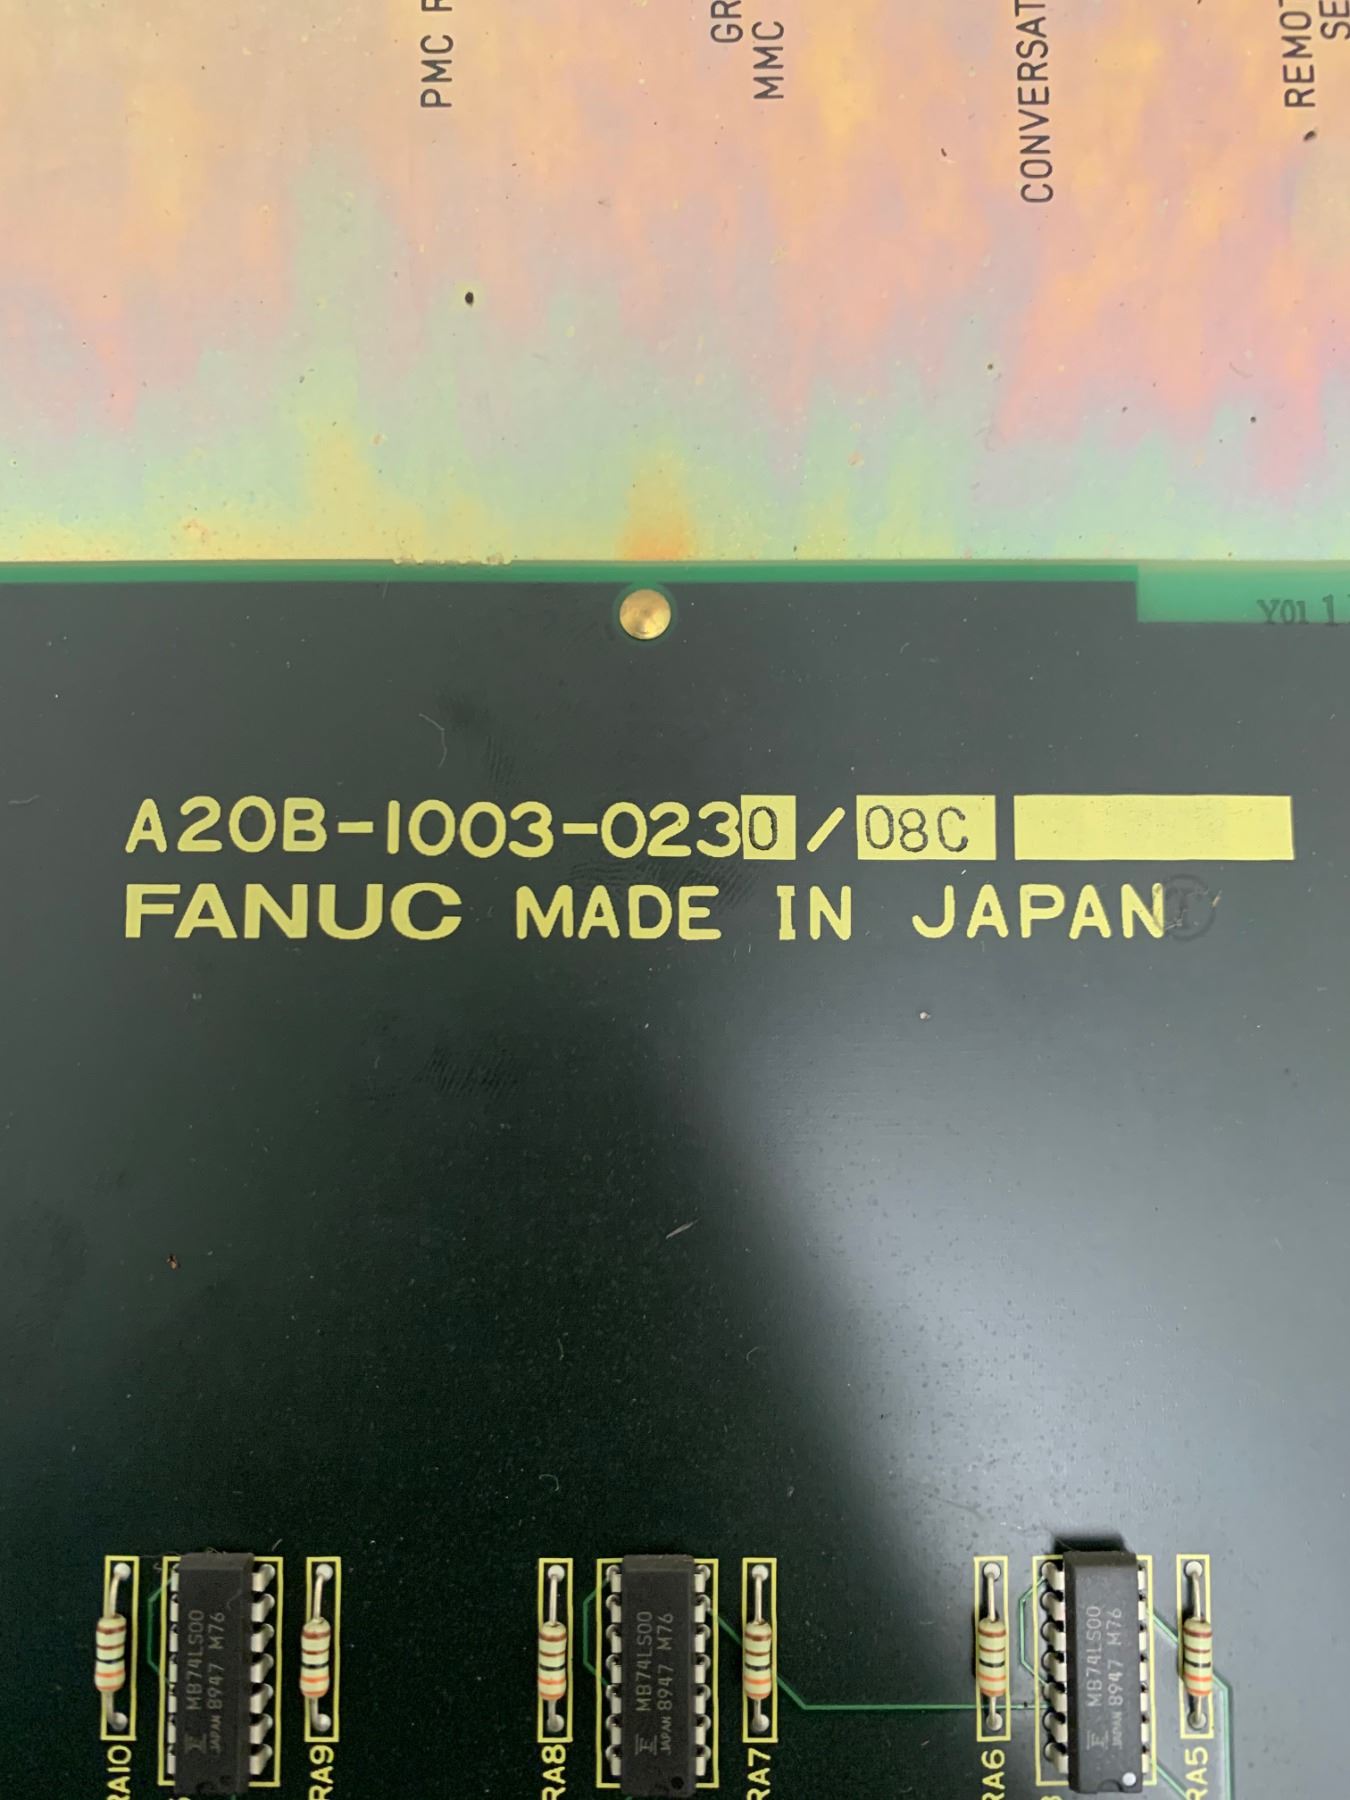 PMC R
GR
MMC
CONVERSAT
REMOT
SE
Y01 1
A20B-1003-0230/08C
FANUC MADE IN JAPAN
RA10
MB74LS00
JAPAN 8947 M76
RA9
RA8
MB74LS00
JAPAN 8947 M76
RA7
RA6
MB74LS00
JAPAN 8947 M76
RA5